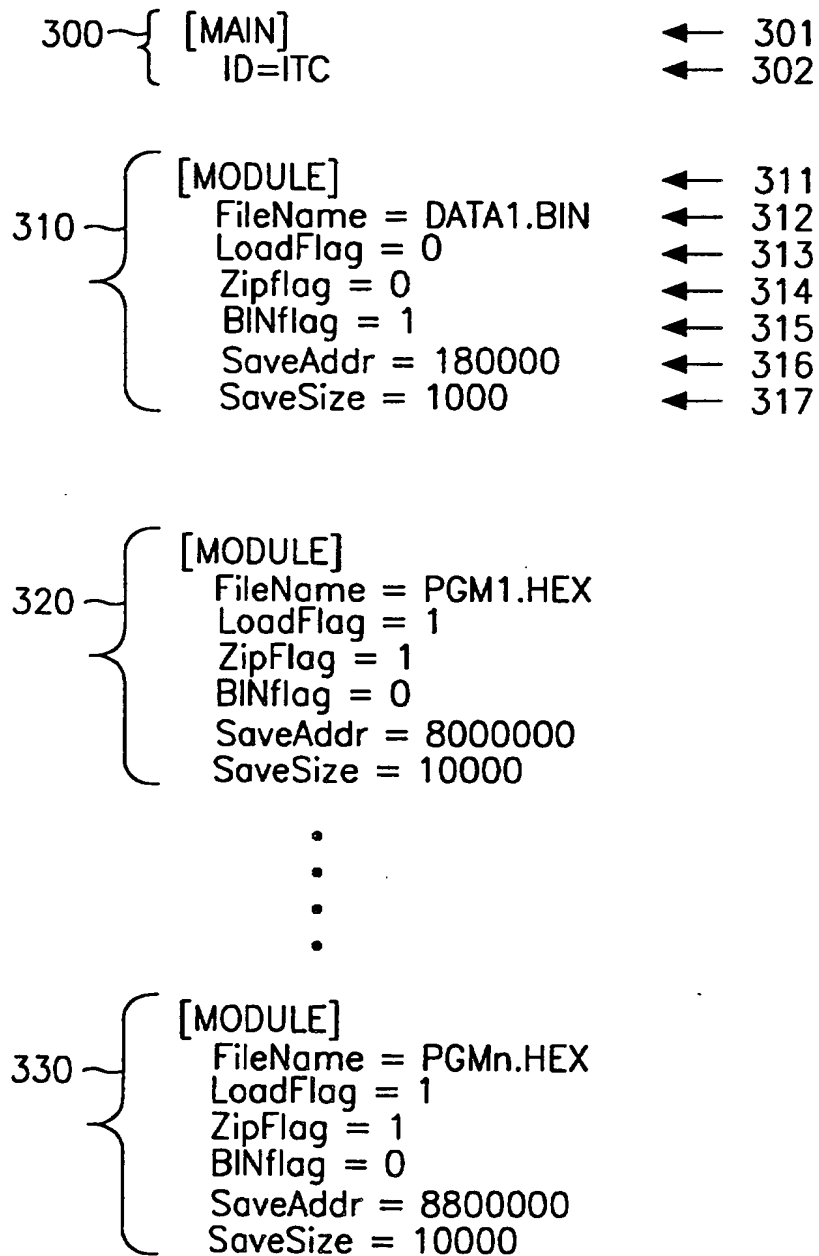 300 [MAIN] 301
ID=ITC 302
[MODULE] 311
310 FileName = DATA1.BIN 312
LoadFlag = 0 313
Zipflag = 0 314
BINflag = 1 315
SaveAddr = 180000 316
SaveSize = 1000 317
[MODULE]
320 FileName = PGM1.HEX
LoadFlag = 1
ZipFlag = 1
BINflag = 0
SaveAddr = 8000000
SaveSize = 10000
[MODULE]
330 FileName = PGMn.HEX
LoadFlag = 1
ZipFlag = 1
BINflag = 0
SaveAddr = 8800000
SaveSize = 10000